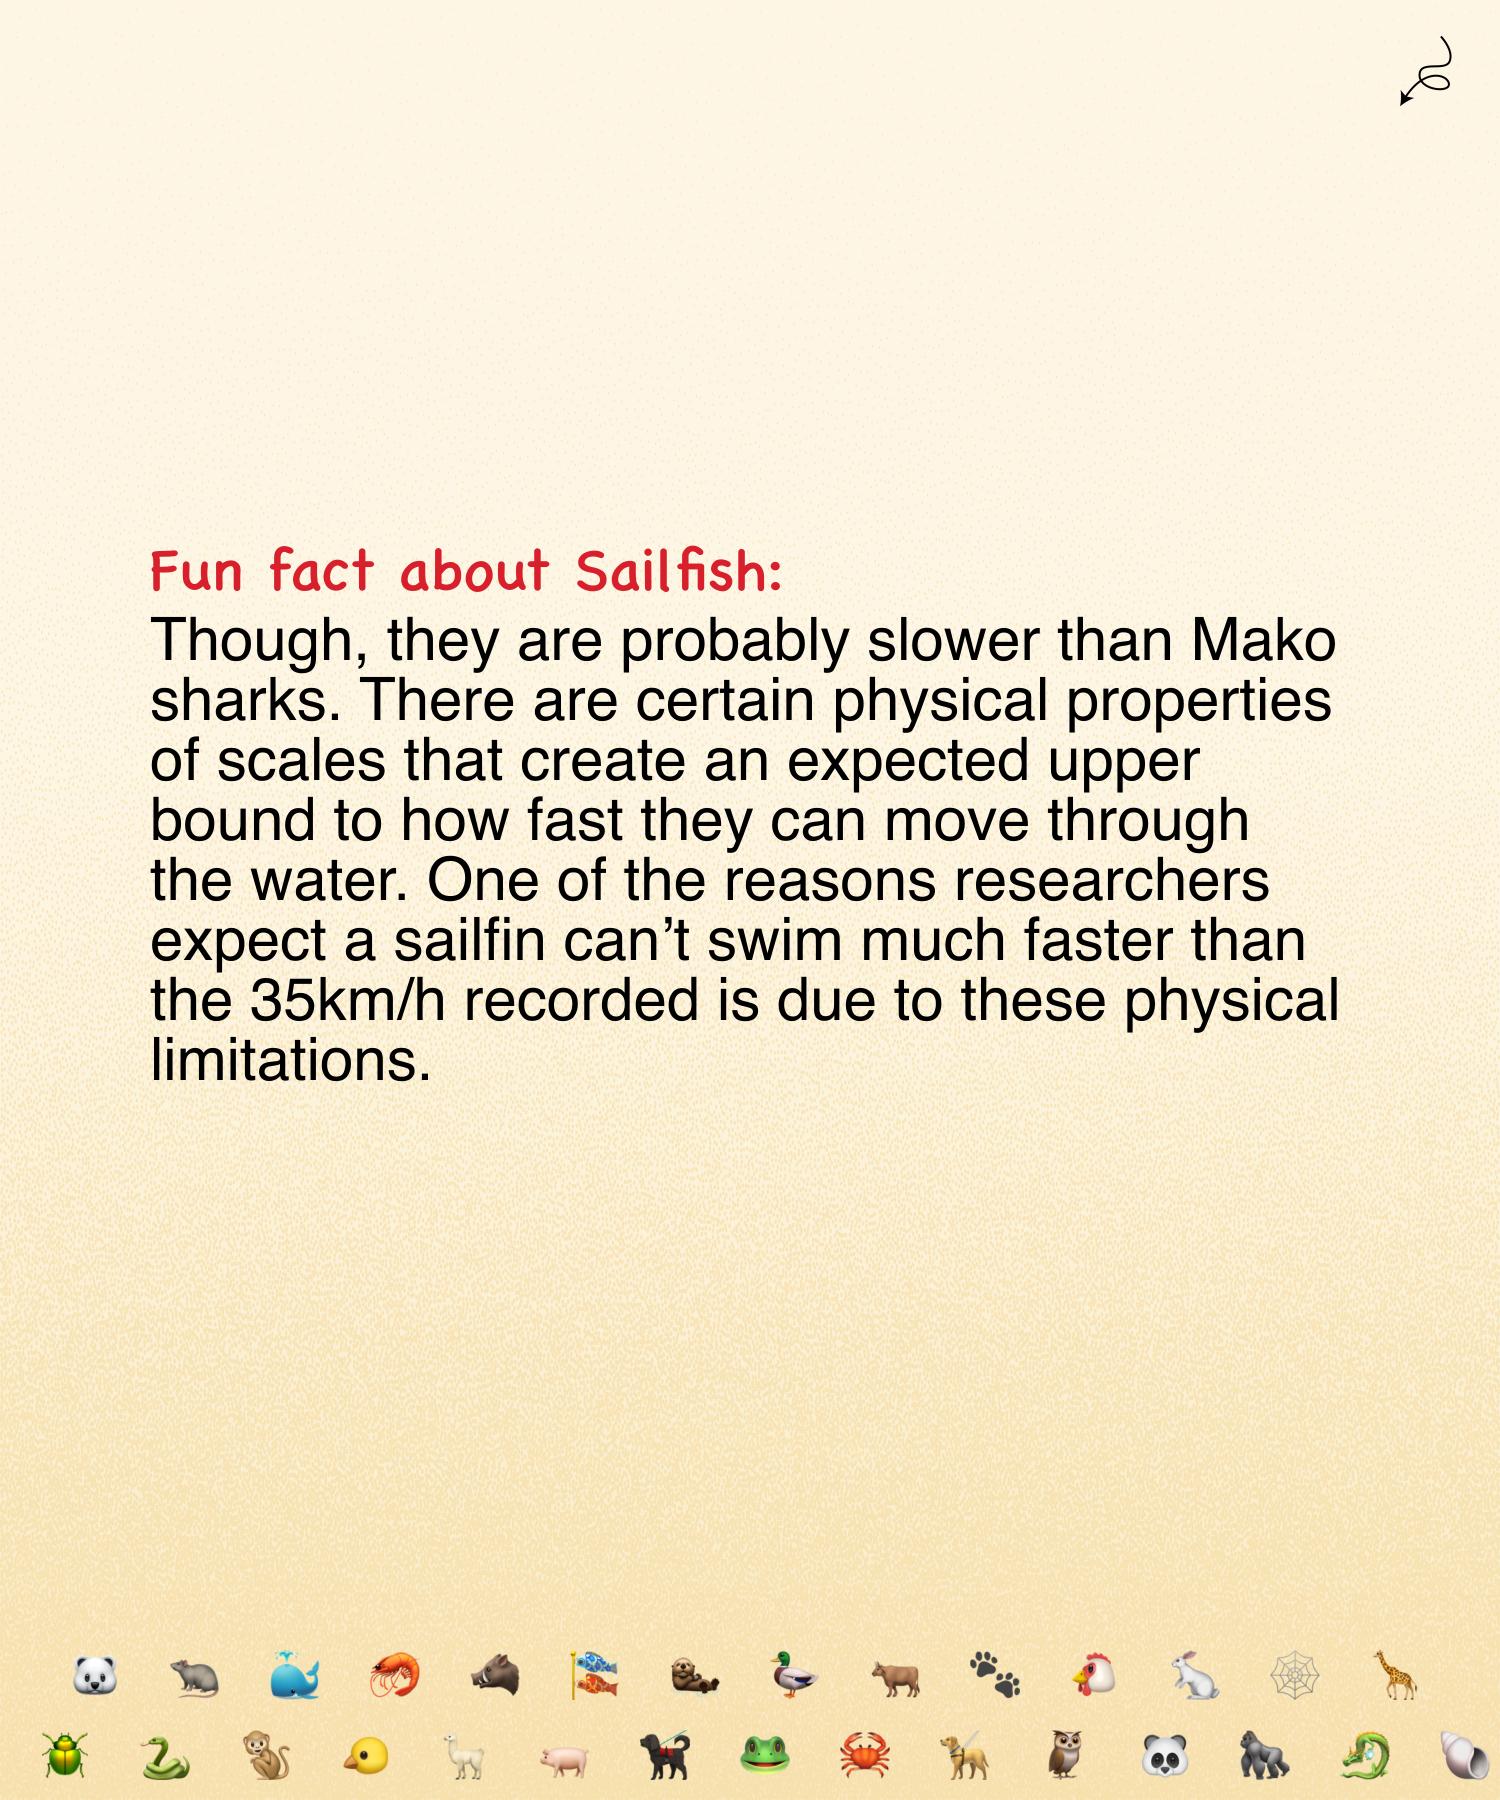 Fun fact about Sailfish:
Though, they are probably slower than Mako
sharks. There are certain physical properties
of scales that create an expected upper
bound to how fast they can move through
the water. One of the reasons researchers
expect a sailfin can’t swim much faster than
the 35km/h recorded is due to these physical
limitations.